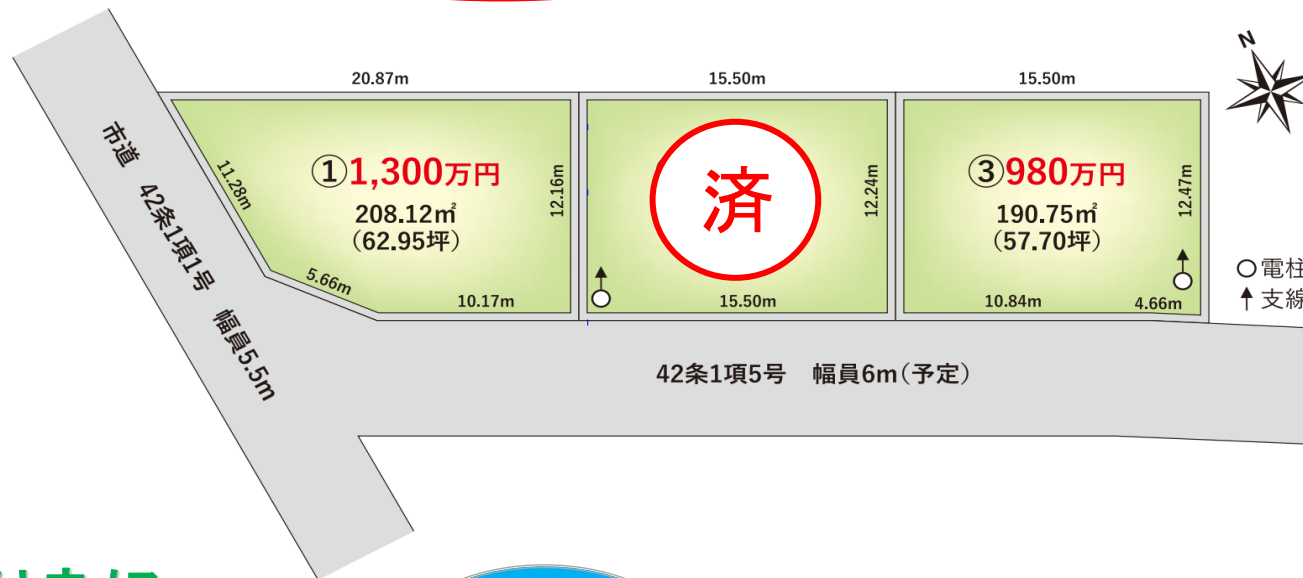 N
20.87m
15.50m
15.50m
市道 42条1項1号 幅員5.5m
11.28m
①1,300万円
208.12㎡
(62.95坪)
12.16m
済
12.24m
③980万円
190.75㎡
(57.70坪)
12.47m
5.66m
10.17m
15.50m
10.84m
4.66m
○電柱
↑支線
42条1項5号 幅員6m(予定)